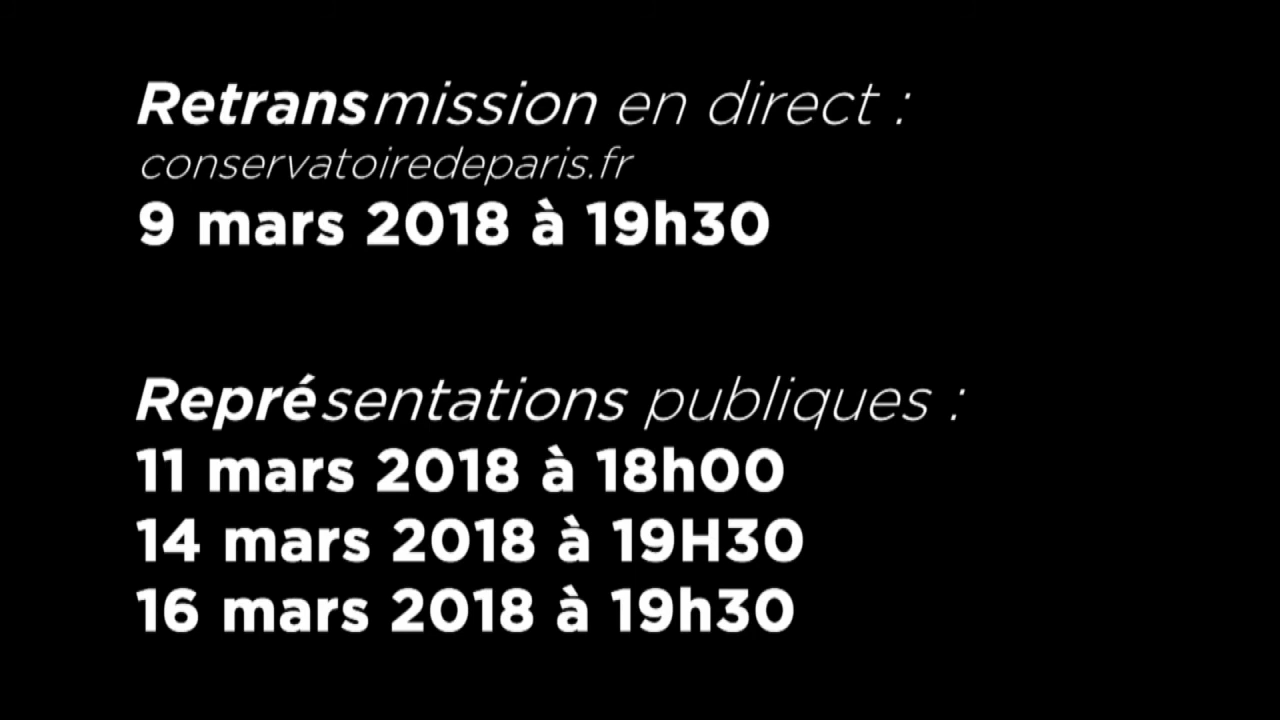 Retransmission en direct :
conservatoiredeparis.fr
9 mars 2018 à 19h30
Représentations publiques :
11 mars 2018 à 18h00
14 mars 2018 à 19H30
16 mars 2018 à 19h30